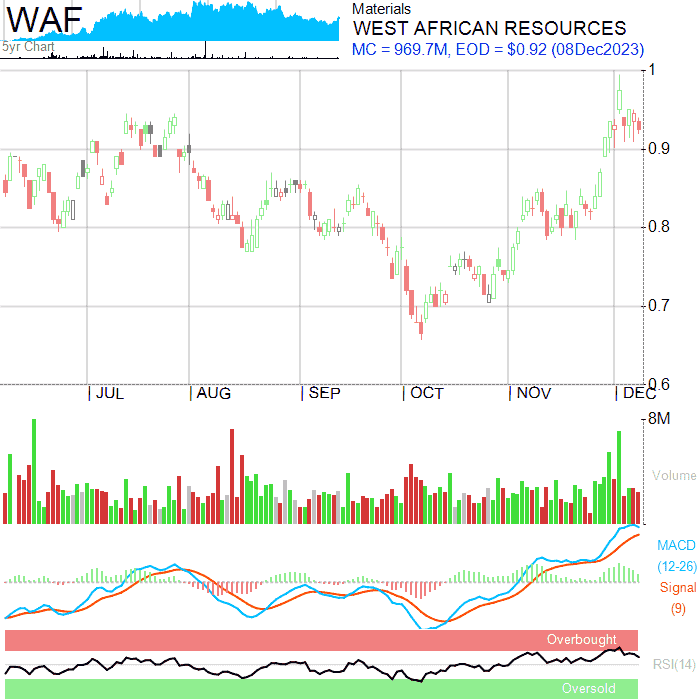 WAF
5yr Chart
Materials
WEST AFRICAN RESOURCES
MC = 969.7M, EOD = $0.92 (08Dec2023)
1
0.9
0.8
0.7
0.6
JUL AUG SEP OCT NOV DEC
8M
Volume
MACD
(12-26)
Signal
(9)
Overbought
RSI(14)
Oversold